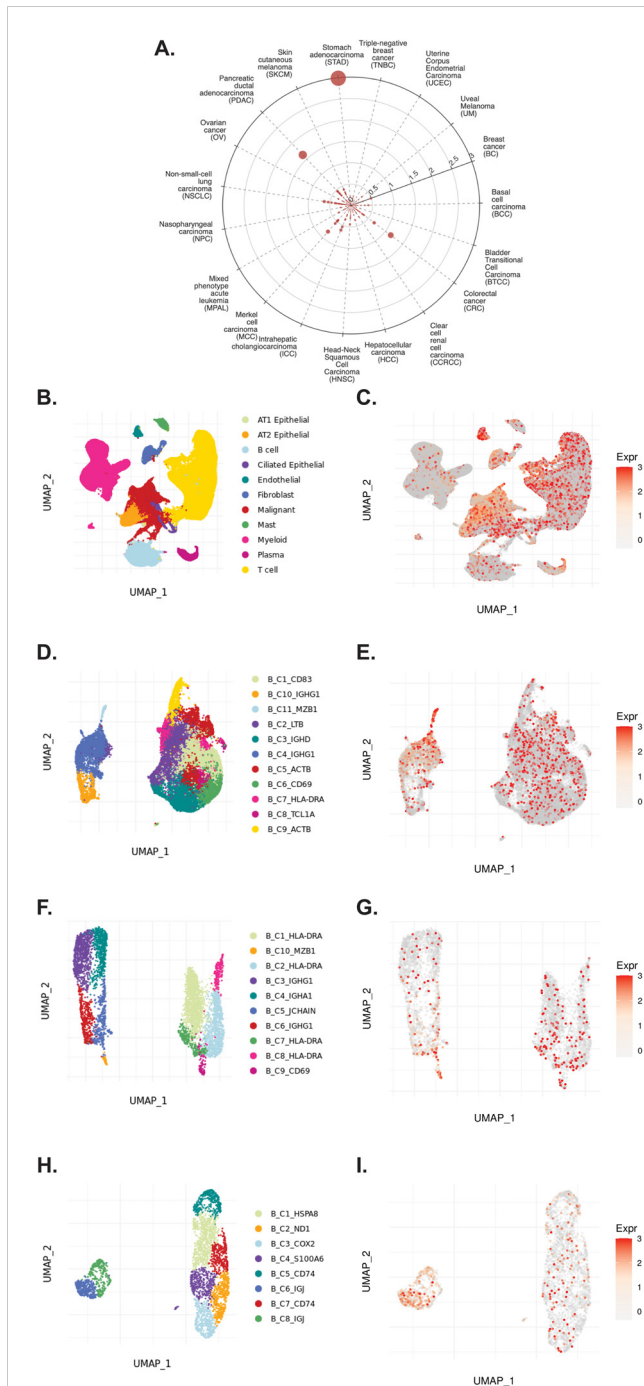 A.
Stomach
adenocarcinoma
(STAD)
Triple-negative
breast
cancer
(TNBC)
Uterine
Corpus
Endometrial
Carcinoma
(UCEC)
Uveal
Melanoma
(UM)
Breast
cancer
(BC)
Basal
cell
carcinoma
(BCC)
Bladder
Transitional
Cell
Carcinoma
(BTCC)
Colorectal
cancer
(CRC)
Clear
cell
renal
cell
carcinoma
(CCRCC)
Hepatocellular
carcinoma
(HCC)
Head-Neck
Squamous
Cell
Carcinoma
(HNSC)
Intrahepatic
cholangiocarcinoma
(ICC)
Merkel
cell
carcinoma
(MCC)
Mixed
phenotype
acute
leukemia
(MPAL)
Nasopharyngeal
carcinoma
(NPC)
Non-small-cell
lung
carcinoma
(NSCLC)
Ovarian
cancer
(OV)
Pancreatic
ductal
adenocarcinoma
(PDAC)
Skin
cutaneous
melanoma
(SKCM)
0
0.5
1
1.5
2
2.5
3
B.
UMAP_2
UMAP_1
AT1 Epithelial
AT2 Epithelial
B cell
Ciliated Epithelial
Endothelial
Fibroblast
Malignant
Mast
Myeloid
Plasma
T cell
C.
UMAP_2
UMAP_1
Expr
3
2
1
0
D.
UMAP_2
UMAP_1
B_C1_CD83
B_C10_IGHG1
B_C11_MZB1
B_C2_LTB
B_C3_IGHD
B_C4_IGHG1
B_C5_ACTB
B_C6_CD69
B_C7_HLA-DRA
B_C8_TCL1A
B_C9_ACTB
E.
UMAP_2
UMAP_1
Expr
3
2
1
0
F.
UMAP_2
UMAP_1
B_C1_HLA-DRA
B_C10_MZB1
B_C2_HLA-DRA
B_C3_IGHG1
B_C4_IGHA1
B_C5_JCHAIN
B_C6_IGHG1
B_C7_HLA-DRA
B_C8_HLA-DRA
B_C9_CD69
G.
UMAP_2
UMAP_1
Expr
3
2
1
0
H.
UMAP_2
UMAP_1
B_C1_HSPA8
B_C2_ND1
B_C3_COX2
B_C4_S100A6
B_C5_CD74
B_C6_IGJ
B_C7_CD74
B_C8_IGJ
I.
UMAP_2
UMAP_1
Expr
3
2
1
0